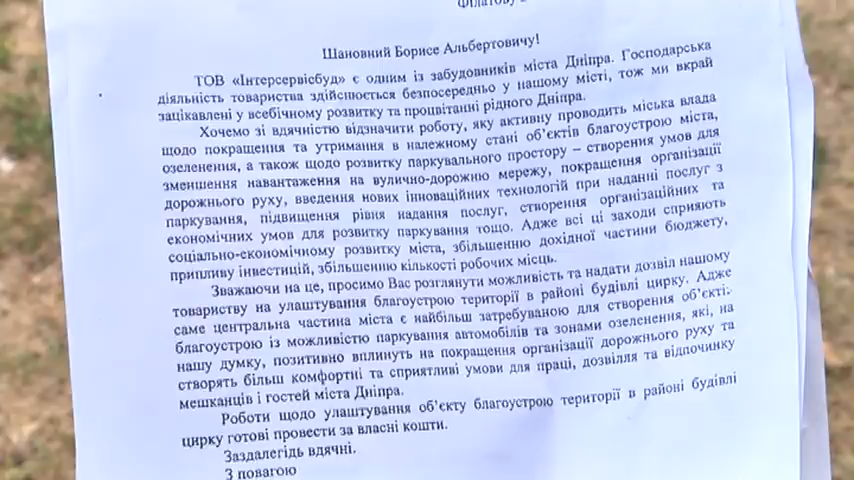 Філатову
Шановний Борисе Альбертовичу!
ТОВ «Інтерсервісбуд» є одним із забудовників міста Дніпра. Господарська
діяльність товариства здійснюється безпосередньо у нашому місті, тож ми вкрай
зацікавлені у всебічному розвитку та процвітанні рідного Дніпра.
Хочемо зі вдячністю відзначити роботу, яку активну проводить міська влада
щодо покращення та утримання в належному стані об’єктів благоустрою міста,
озеленення, а також щодо розвитку паркувального простору – створення умов для
зменшення навантаження на вулично-дорожню мережу, покращення організації
дорожнього руху, введення нових інноваційних технологій при наданні послуг з
паркування, підвищення рівня надання послуг, створення організаційних та
економічних умов для розвитку паркування тощо. Адже всі ці заходи сприяють
соціально-економічному розвитку міста, збільшенню дохідної частини бюджету,
припливу інвестицій, збільшенню кількості робочих місць.
Зважаючи на це, просимо Вас розглянути можливість та надати дозвіл нашому
товариству на улаштування благоустрою території в районі будівлі цирку. Адже
саме центральна частина міста є найбільш затребуваною для створення об’єкті:
благоустрою із можливістю паркування автомобілів та зонами озеленення, які, на
нашу думку, позитивно вплинуть на покращення організації дорожнього руху та
створять більш комфортні та сприятливі умови для праці, дозвілля та відпочинку
мешканців і гостей міста Дніпра.
Роботи щодо улаштування об’єкту благоустрою території в районі будівлі
цирку готові провести за власні кошти.
Заздалегідь вдячні.
З повагою